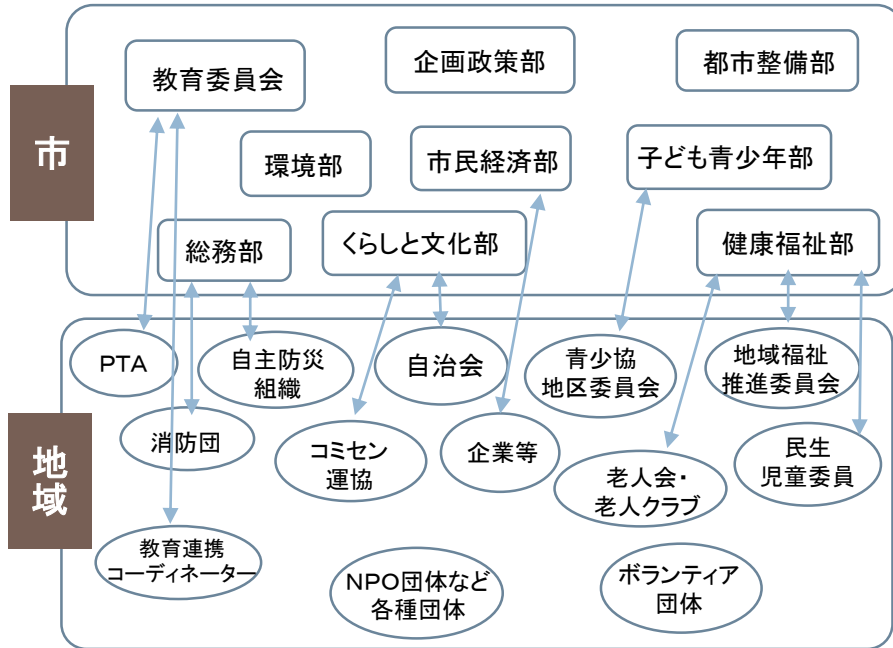 市
教育委員会
企画政策部
都市整備部
環境部
市民経済部
子ども青少年部
総務部
くらしと文化部
健康福祉部
地域
PTA
自主防災
組織
自治会
青少協
地区委員会
地域福祉
推進委員会
消防団
コミセン
運協
企業等
老人会・
老人クラブ
民生
児童委員
教育連携
コーディネーター
NPO団体など
各種団体
ボランティア
団体